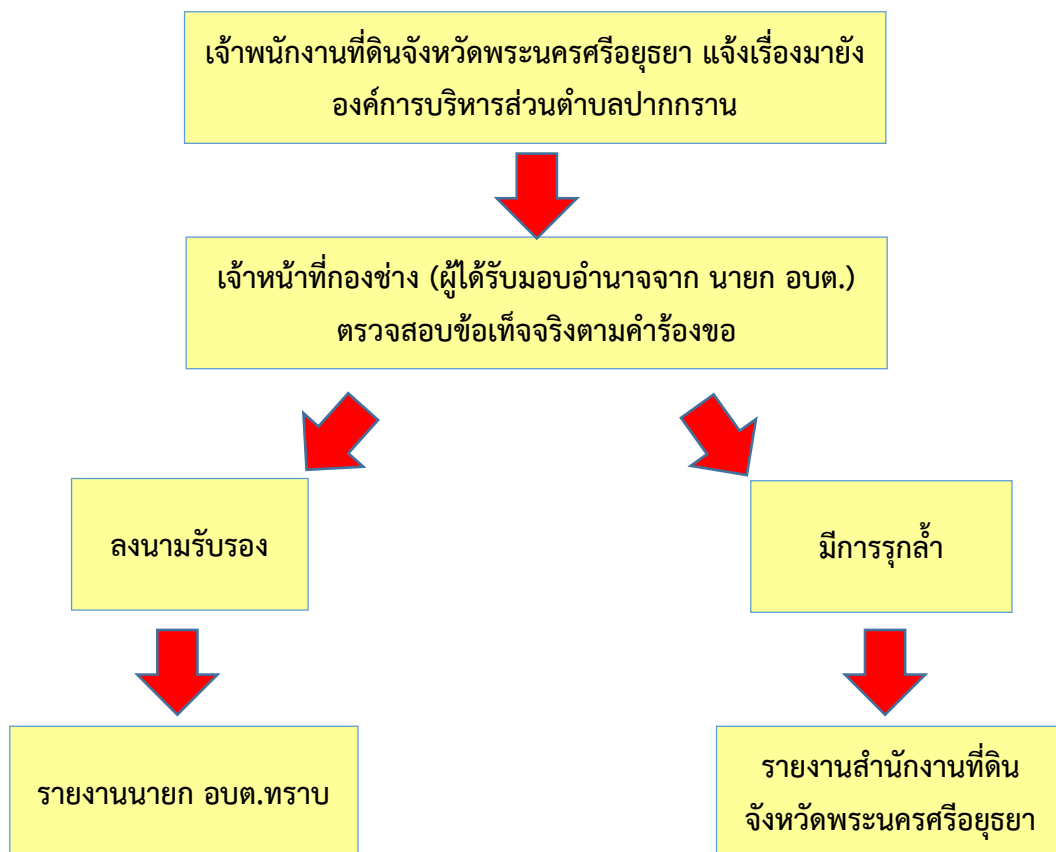 เจ้าพนักงานที่ดินจังหวัดพระนครศรีอยุธยา แจ้งเรื่องมายัง
องค์การบริหารส่วนตำบลปากกราน
เจ้าหน้าที่กองช่าง (ผู้ได้รับมอบอำนาจจาก นายก อบต.)
ตรวจสอบข้อเท็จจริงตามคำร้องขอ
ลงนามรับรอง
มีการรุกล้ำ
รายงานนายก อบต.ทราบ
รายงานสำนักงานที่ดิน
จังหวัดพระนครศรีอยุธยา